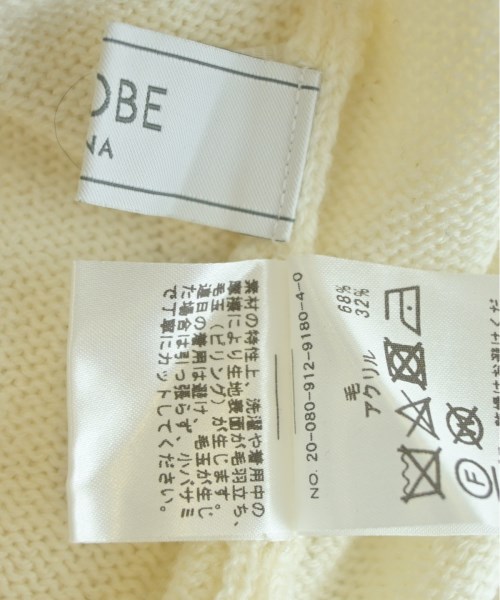 OBE
NA
素材の特性上、洗濯や着用中の
摩擦により生地表面が毛羽立ち、
毛玉(ピリング)が生じます。
連日の着用は避け、毛玉が生じ
た場合は引っ張らず、小バサミ
で丁寧にカットしてください。
NO. 20-080-912-9180-4-0
毛 68%
アクリル 32%
F